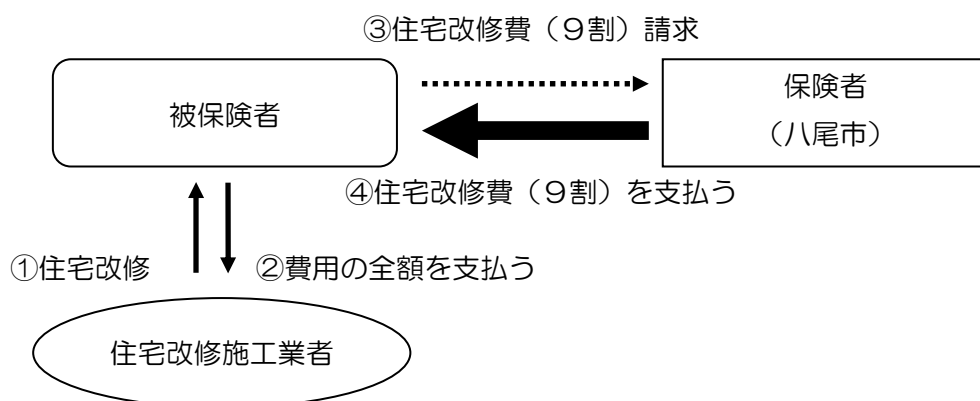 ③住宅改修費（９割）請求
被保険者
保険者
（八尾市）
④住宅改修費（９割）を支払う
①住宅改修
②費用の全額を支払う
住宅改修施工業者